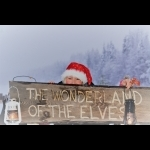 THE WONDERLAND
OF THE ELVES